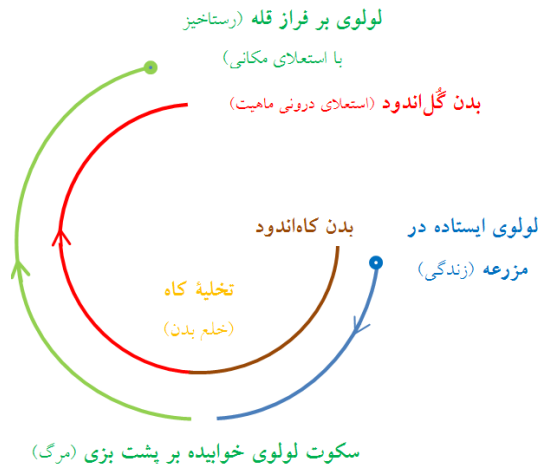 لولوی بر فراز قله (رستاخیز
با استعلای مکانی)
بدن گُل‌اندود (استعلای درونی ماهیت)
بدن کاه‌اندود
لولوی ایستاده در
مزرعه (زندگی)
تخلیهٔ کاه
(خلم بدن)
سکوت لولوی خوابیده بر پشت بزی (مرگ)